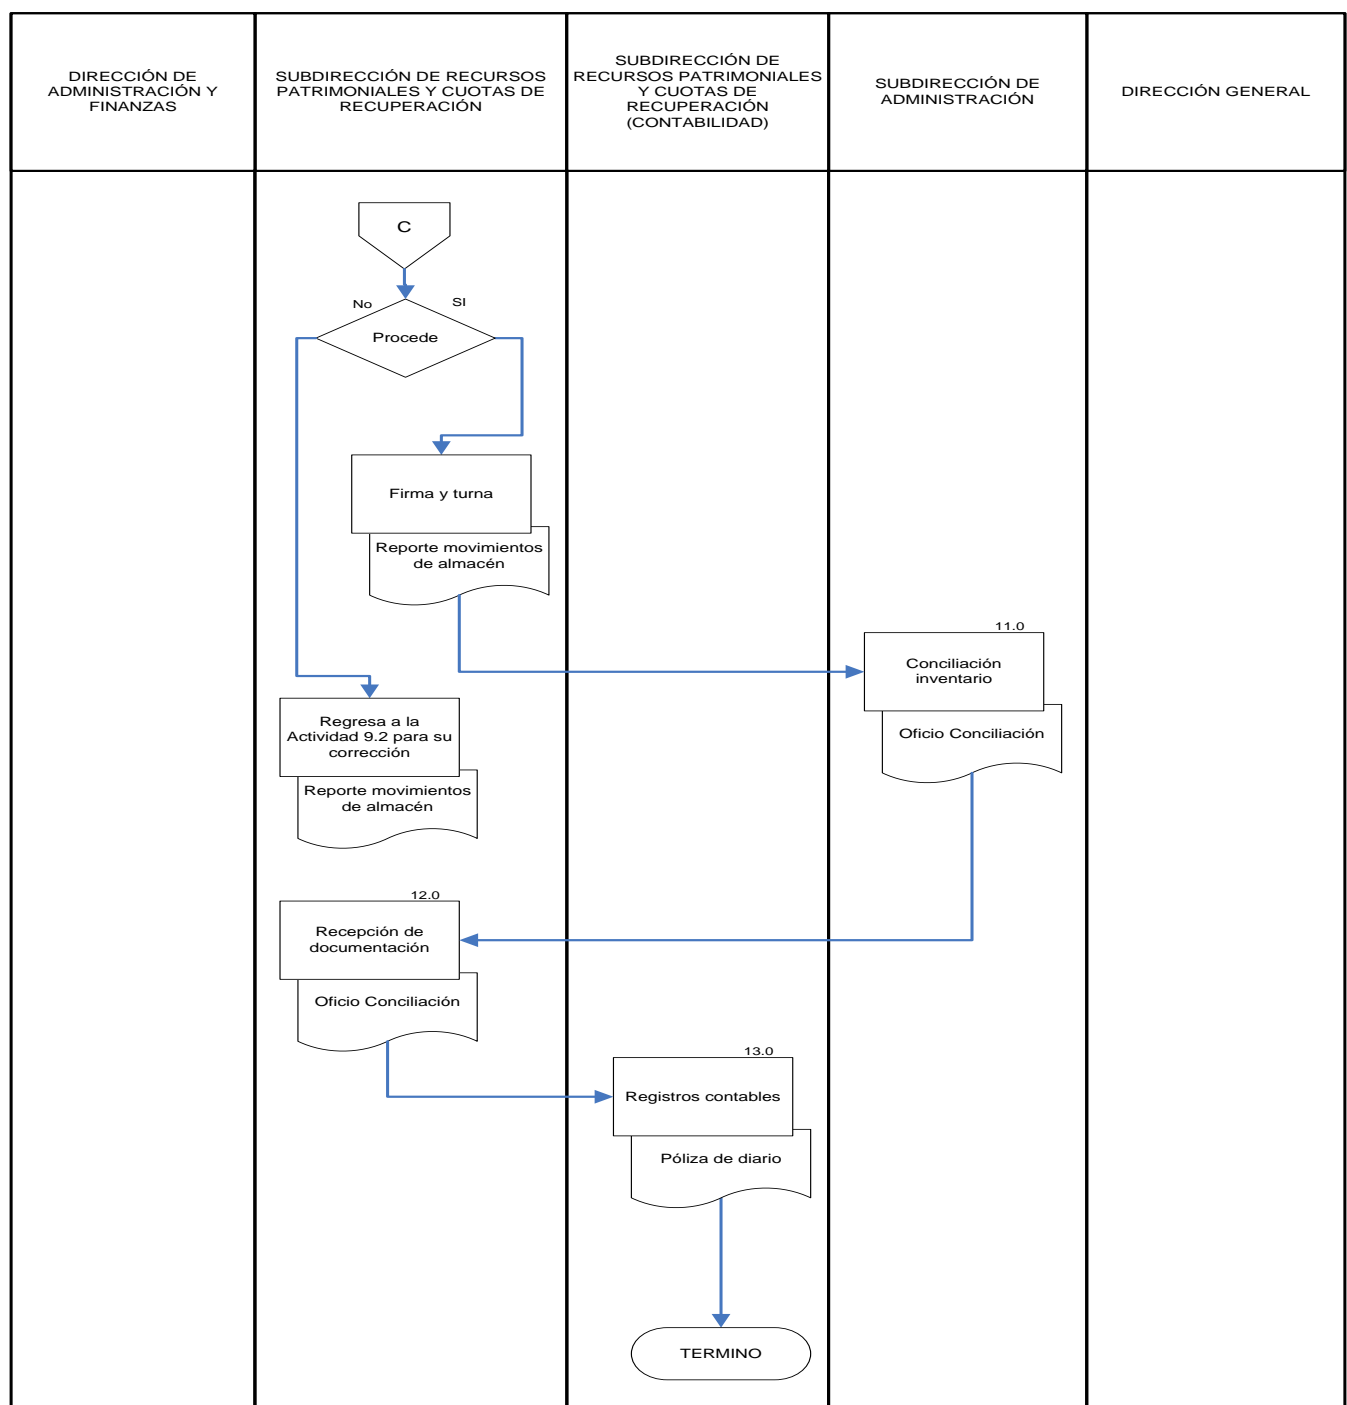 DIRECCIÓN DE
ADMINISTRACIÓN Y
FINANZAS
SUBDIRECCIÓN DE RECURSOS
PATRIMONIALES Y CUOTAS DE
RECUPERACIÓN
SUBDIRECCIÓN DE
RECURSOS PATRIMONIALES
Y CUOTAS DE
RECUPERACIÓN
(CONTABILIDAD)
SUBDIRECCIÓN DE
ADMINISTRACIÓN
DIRECCIÓN GENERAL
C
No
SI
Procede
Firma y turna
Reporte movimientos
de almacén
11.0
Conciliación
inventario
Oficio Conciliación
Regresa a la
Actividad 9.2 para su
corrección
Reporte movimientos
de almacén
12.0
Recepción de
documentación
Oficio Conciliación
13.0
Registros contables
Póliza de diario
TERMINO